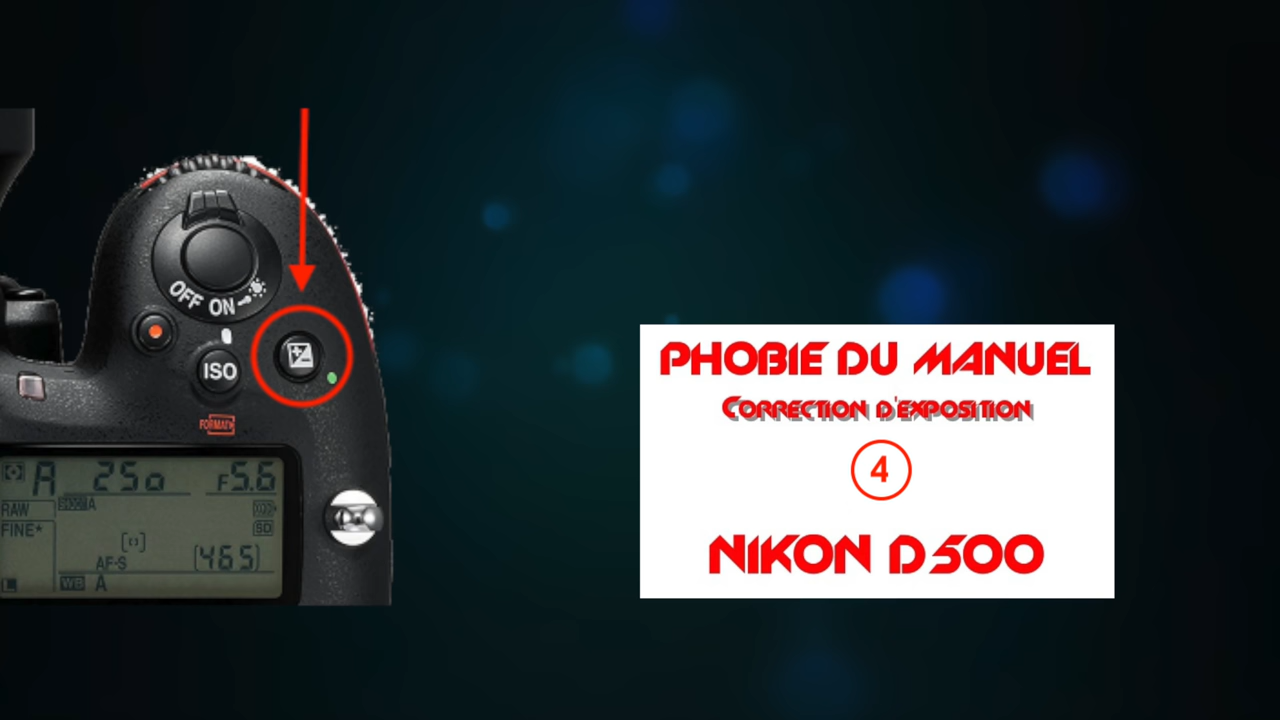 OFF ON
ISO
FORMAT
A 250 F5.6
RAW
A
FINE★
SD
[465]
AF-S
WB A
PHOBIE DU MANUEL
Correction d'exposition
4
NIKON D500